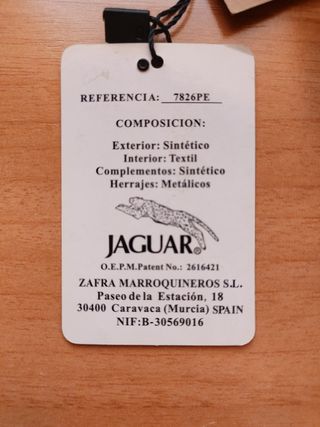 REFERENCIA: 7826PE
COMPOSICION:
Exterior: Sintético
Interior: Textil
Complementos: Sintético
Herrajes: Metálicos
JAGUAR®
O.E.P.M.Patent No.: 2616421
ZAFRA MARROQUINEROS S.L.
Paseo de la Estación, 18
30400 Caravaca (Murcia) SPAIN
NIF:B-30569016